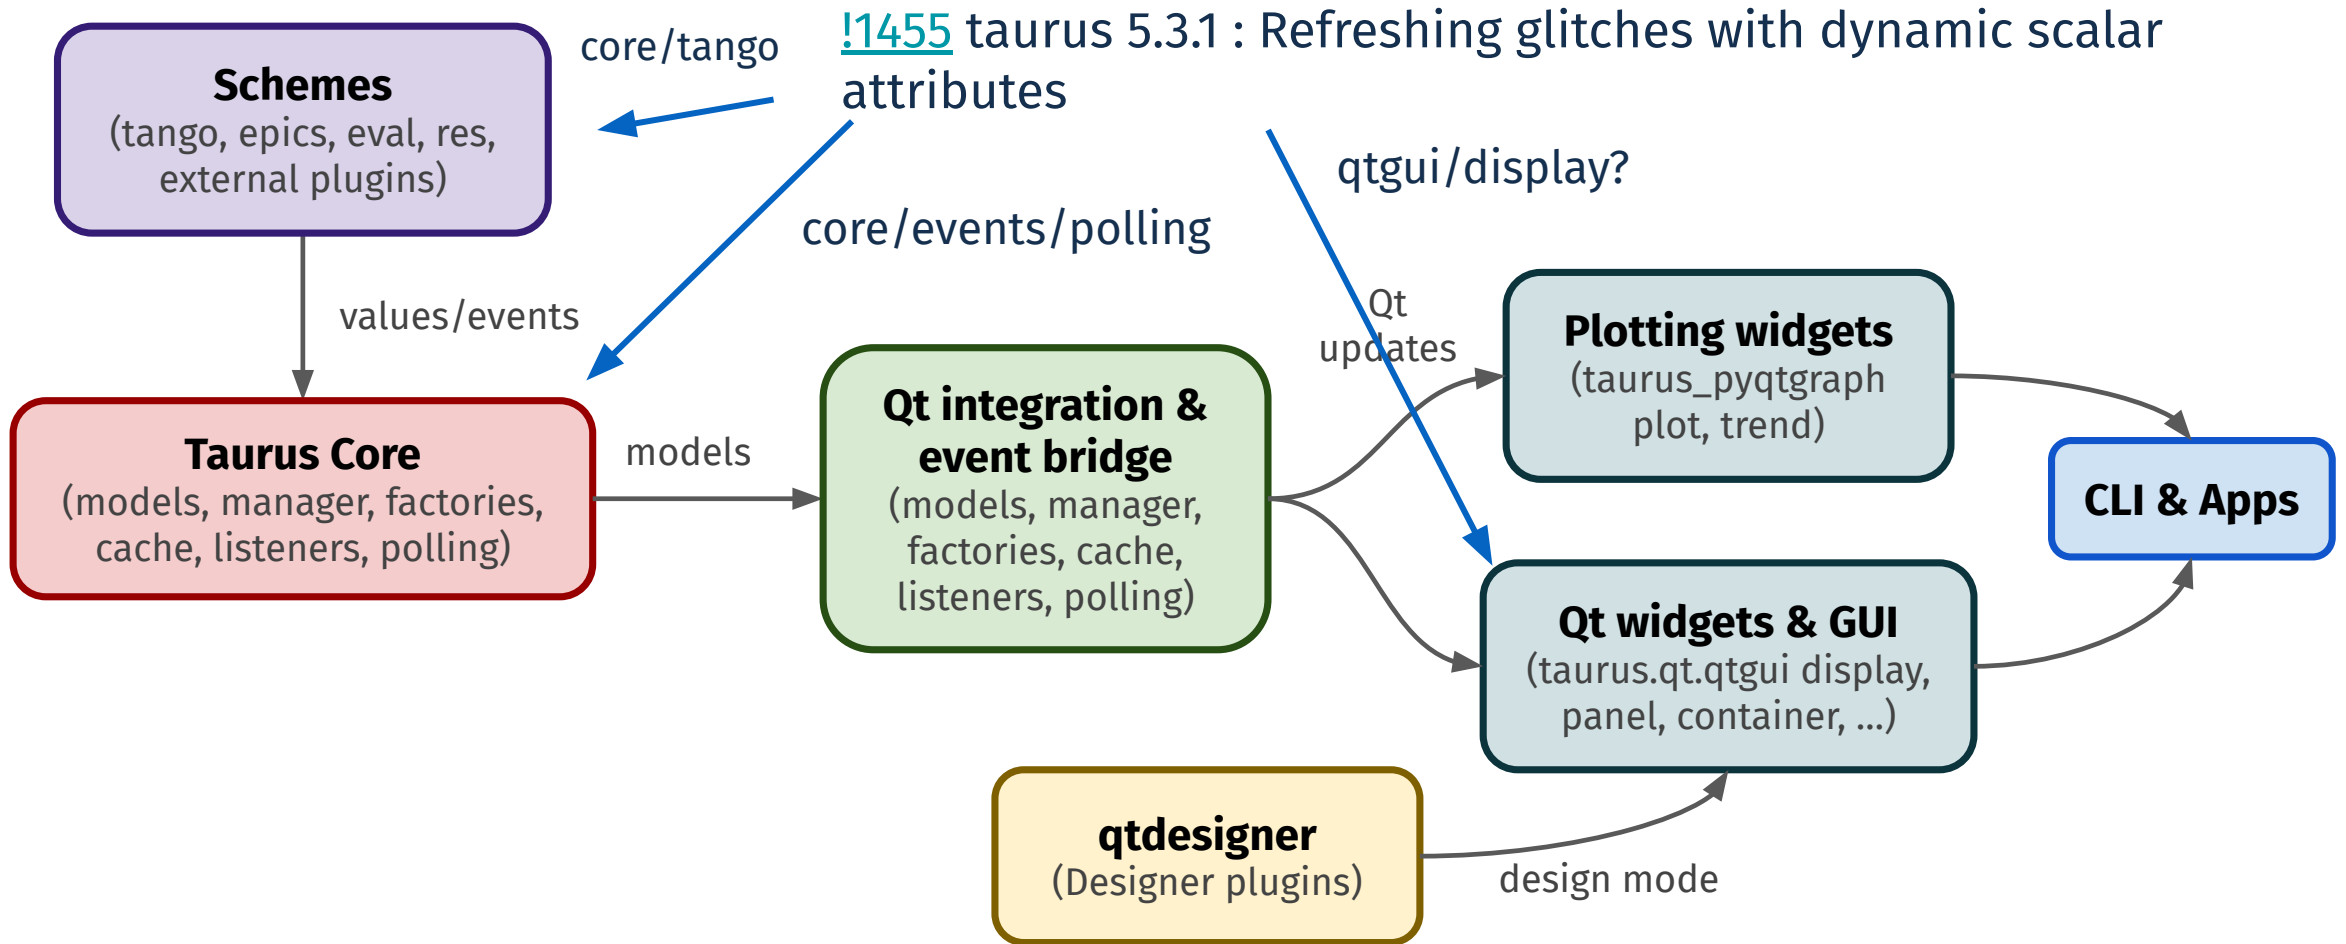 !1455 taurus 5.3.1 : Refreshing glitches with dynamic scalar
attributes
core/tango
Schemes
(tango, epics, eval, res,
external plugins)
qtgui/display?
core/events/polling
values/events
Qt
updates
Plotting widgets
(taurus_pyqtgraph
plot, trend)
Taurus Core
(models, manager, factories,
cache, listeners, polling)
models
Qt integration &
event bridge
(models, manager,
factories, cache,
listeners, polling)
CLI & Apps
Qt widgets & GUI
(taurus.qt.qtgui display,
panel, container, ...)
qtdesigner
(Designer plugins)
design mode